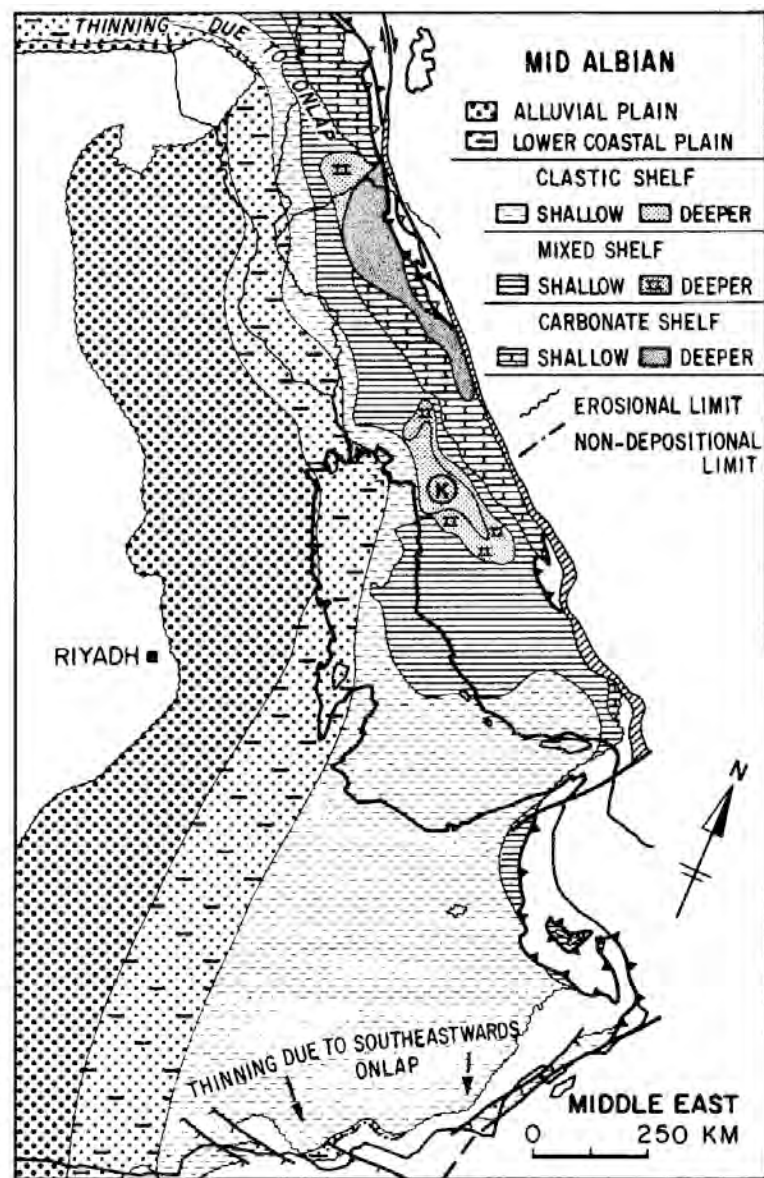 THINNING DUE TO ONLAP
MID ALBIAN
ALLUVIAL PLAIN
LOWER COASTAL PLAIN
CLASTIC SHELF
SHALLOW DEEPER
MIXED SHELF
SHALLOW DEEPER
CARBONATE SHELF
SHALLOW DEEPER
EROSIONAL LIMIT
NON-DEPOSITIONAL
LIMIT
K
RIYADH
N
THINNING DUE TO SOUTHEASTWARDS
ONLAP
MIDDLE EAST
0 250 KM